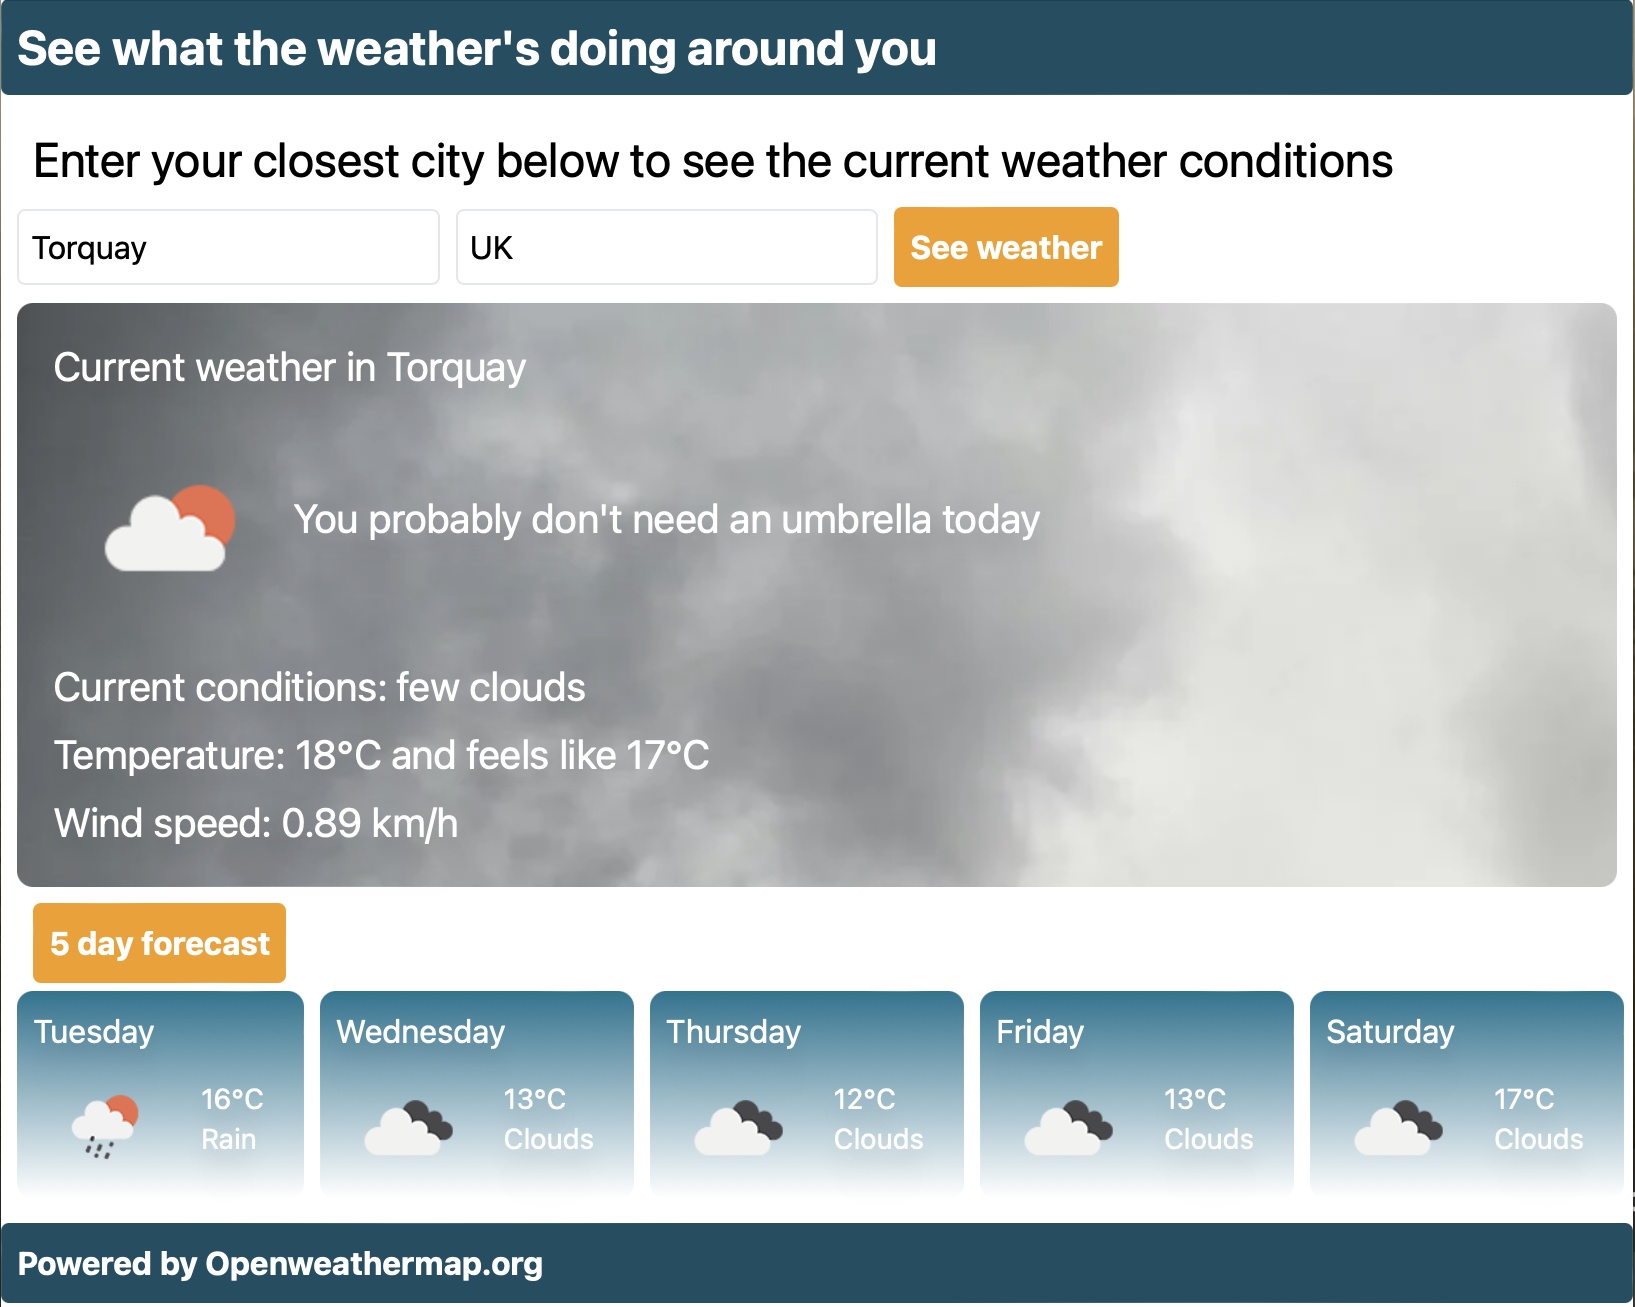 See what the weather's doing around you
Enter your closest city below to see the current weather conditions
Torquay
UK
See weather
Current weather in Torquay
You probably don't need an umbrella today
Current conditions: few clouds
Temperature: 18°C and feels like 17°C
Wind speed: 0.89 km/h
5 day forecast
Tuesday
16°C
Rain
Wednesday
13°C
Clouds
Thursday
12°C
Clouds
Friday
13°C
Clouds
Saturday
17°C
Clouds
Powered by Openweathermap.org